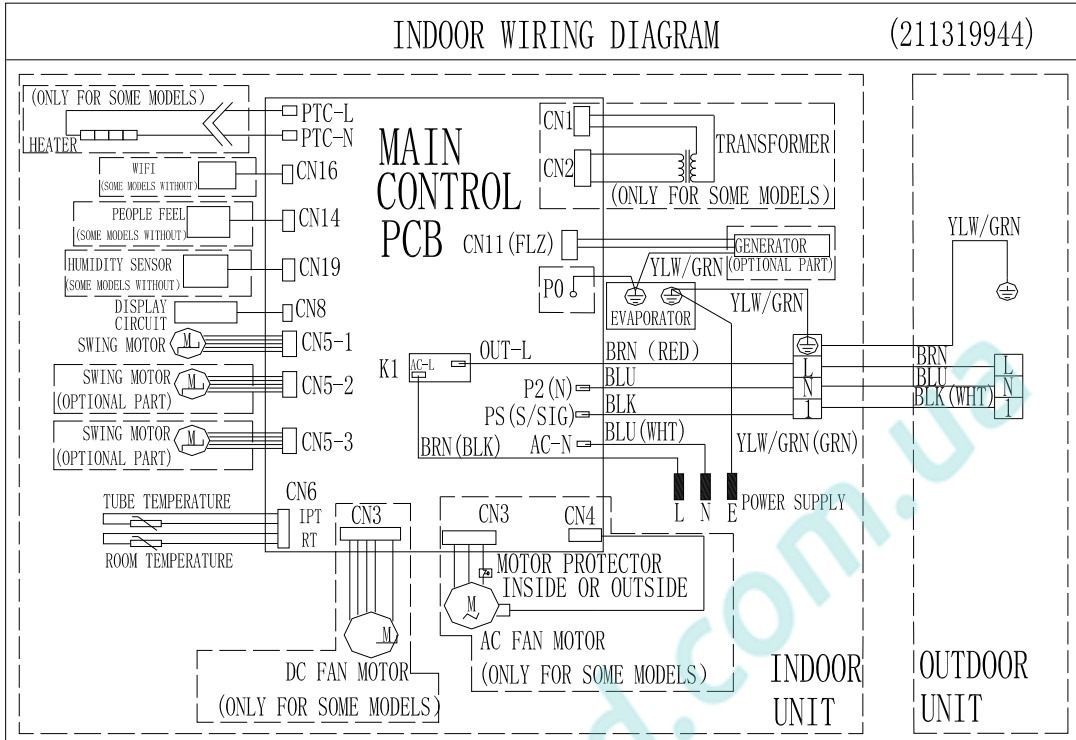 INDOOR WIRING DIAGRAM (211319944)
(ONLY FOR SOME MODELS)
HEATER
PTC-L
PTC-N
WIFI
(SOME MODELS WITHOUT)
CN16
PEOPLE FEEL
(SOME MODELS WITHOUT)
CN14
HUMIDITY SENSOR
(SOME MODELS WITHOUT)
CN19
DISPLAY
CIRCUIT
CN8
SWING MOTOR
M
CN5-1
SWING MOTOR
(OPTIONAL PART)
M
CN5-2
SWING MOTOR
(OPTIONAL PART)
M
CN5-3
TUBE TEMPERATURE
ROOM TEMPERATURE
CN6
IPT
RT
MAIN
CONTROL
PCB
CN1
CN2
TRANSFORMER
(ONLY FOR SOME MODELS)
CN11(FLZ)
GENERATOR
(OPTIONAL PART)
YLW/GRN
P0
EVAPORATOR
YLW/GRN
K1
AC-L
OUT-L
BRN (RED)
P2(N)
BLU
PS(S/SIG)
BLK
AC-N
BLU(WHT)
BRN(BLK)
L
N
1
YLW/GRN(GRN)
L N E
POWER SUPPLY
CN3
M
DC FAN MOTOR
(ONLY FOR SOME MODELS)
CN3
CN4
MOTOR PROTECTOR
INSIDE OR OUTSIDE
M
AC FAN MOTOR
(ONLY FOR SOME MODELS)
INDOOR
UNIT
YLW/GRN
BRN
BLU
BLK(WHT)
L
N
1
OUTDOOR
UNIT
d.com.ua